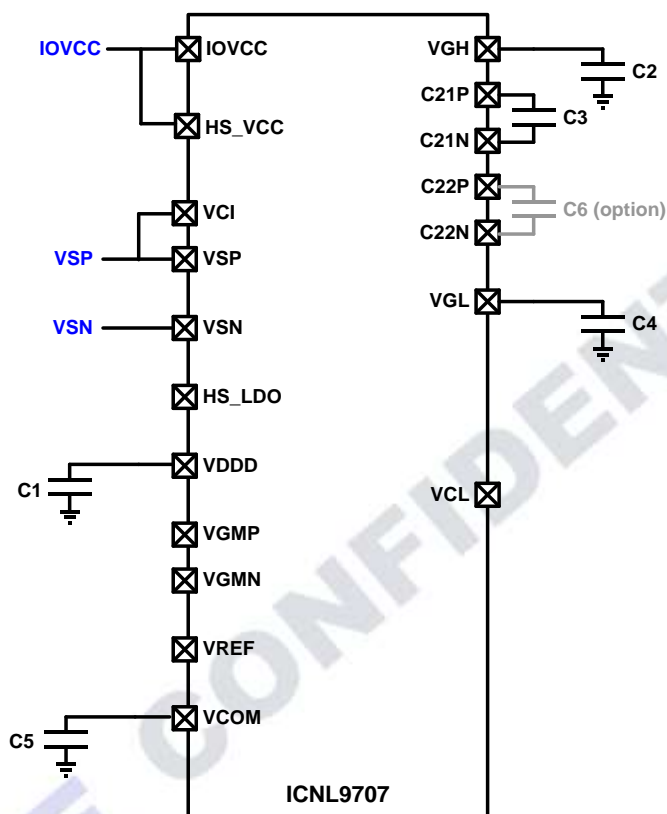 IOVCC
IOVCC
HS_VCC
VCI
VSP
VSP
VSN
VSN
HS_LDO
VDDD
C1
VGMP
VGMN
VREF
VCOM
C5
VGH
C2
C21P
C3
C21N
C22P
C6 (option)
C22N
VGL
C4
VCL
ICNL9707